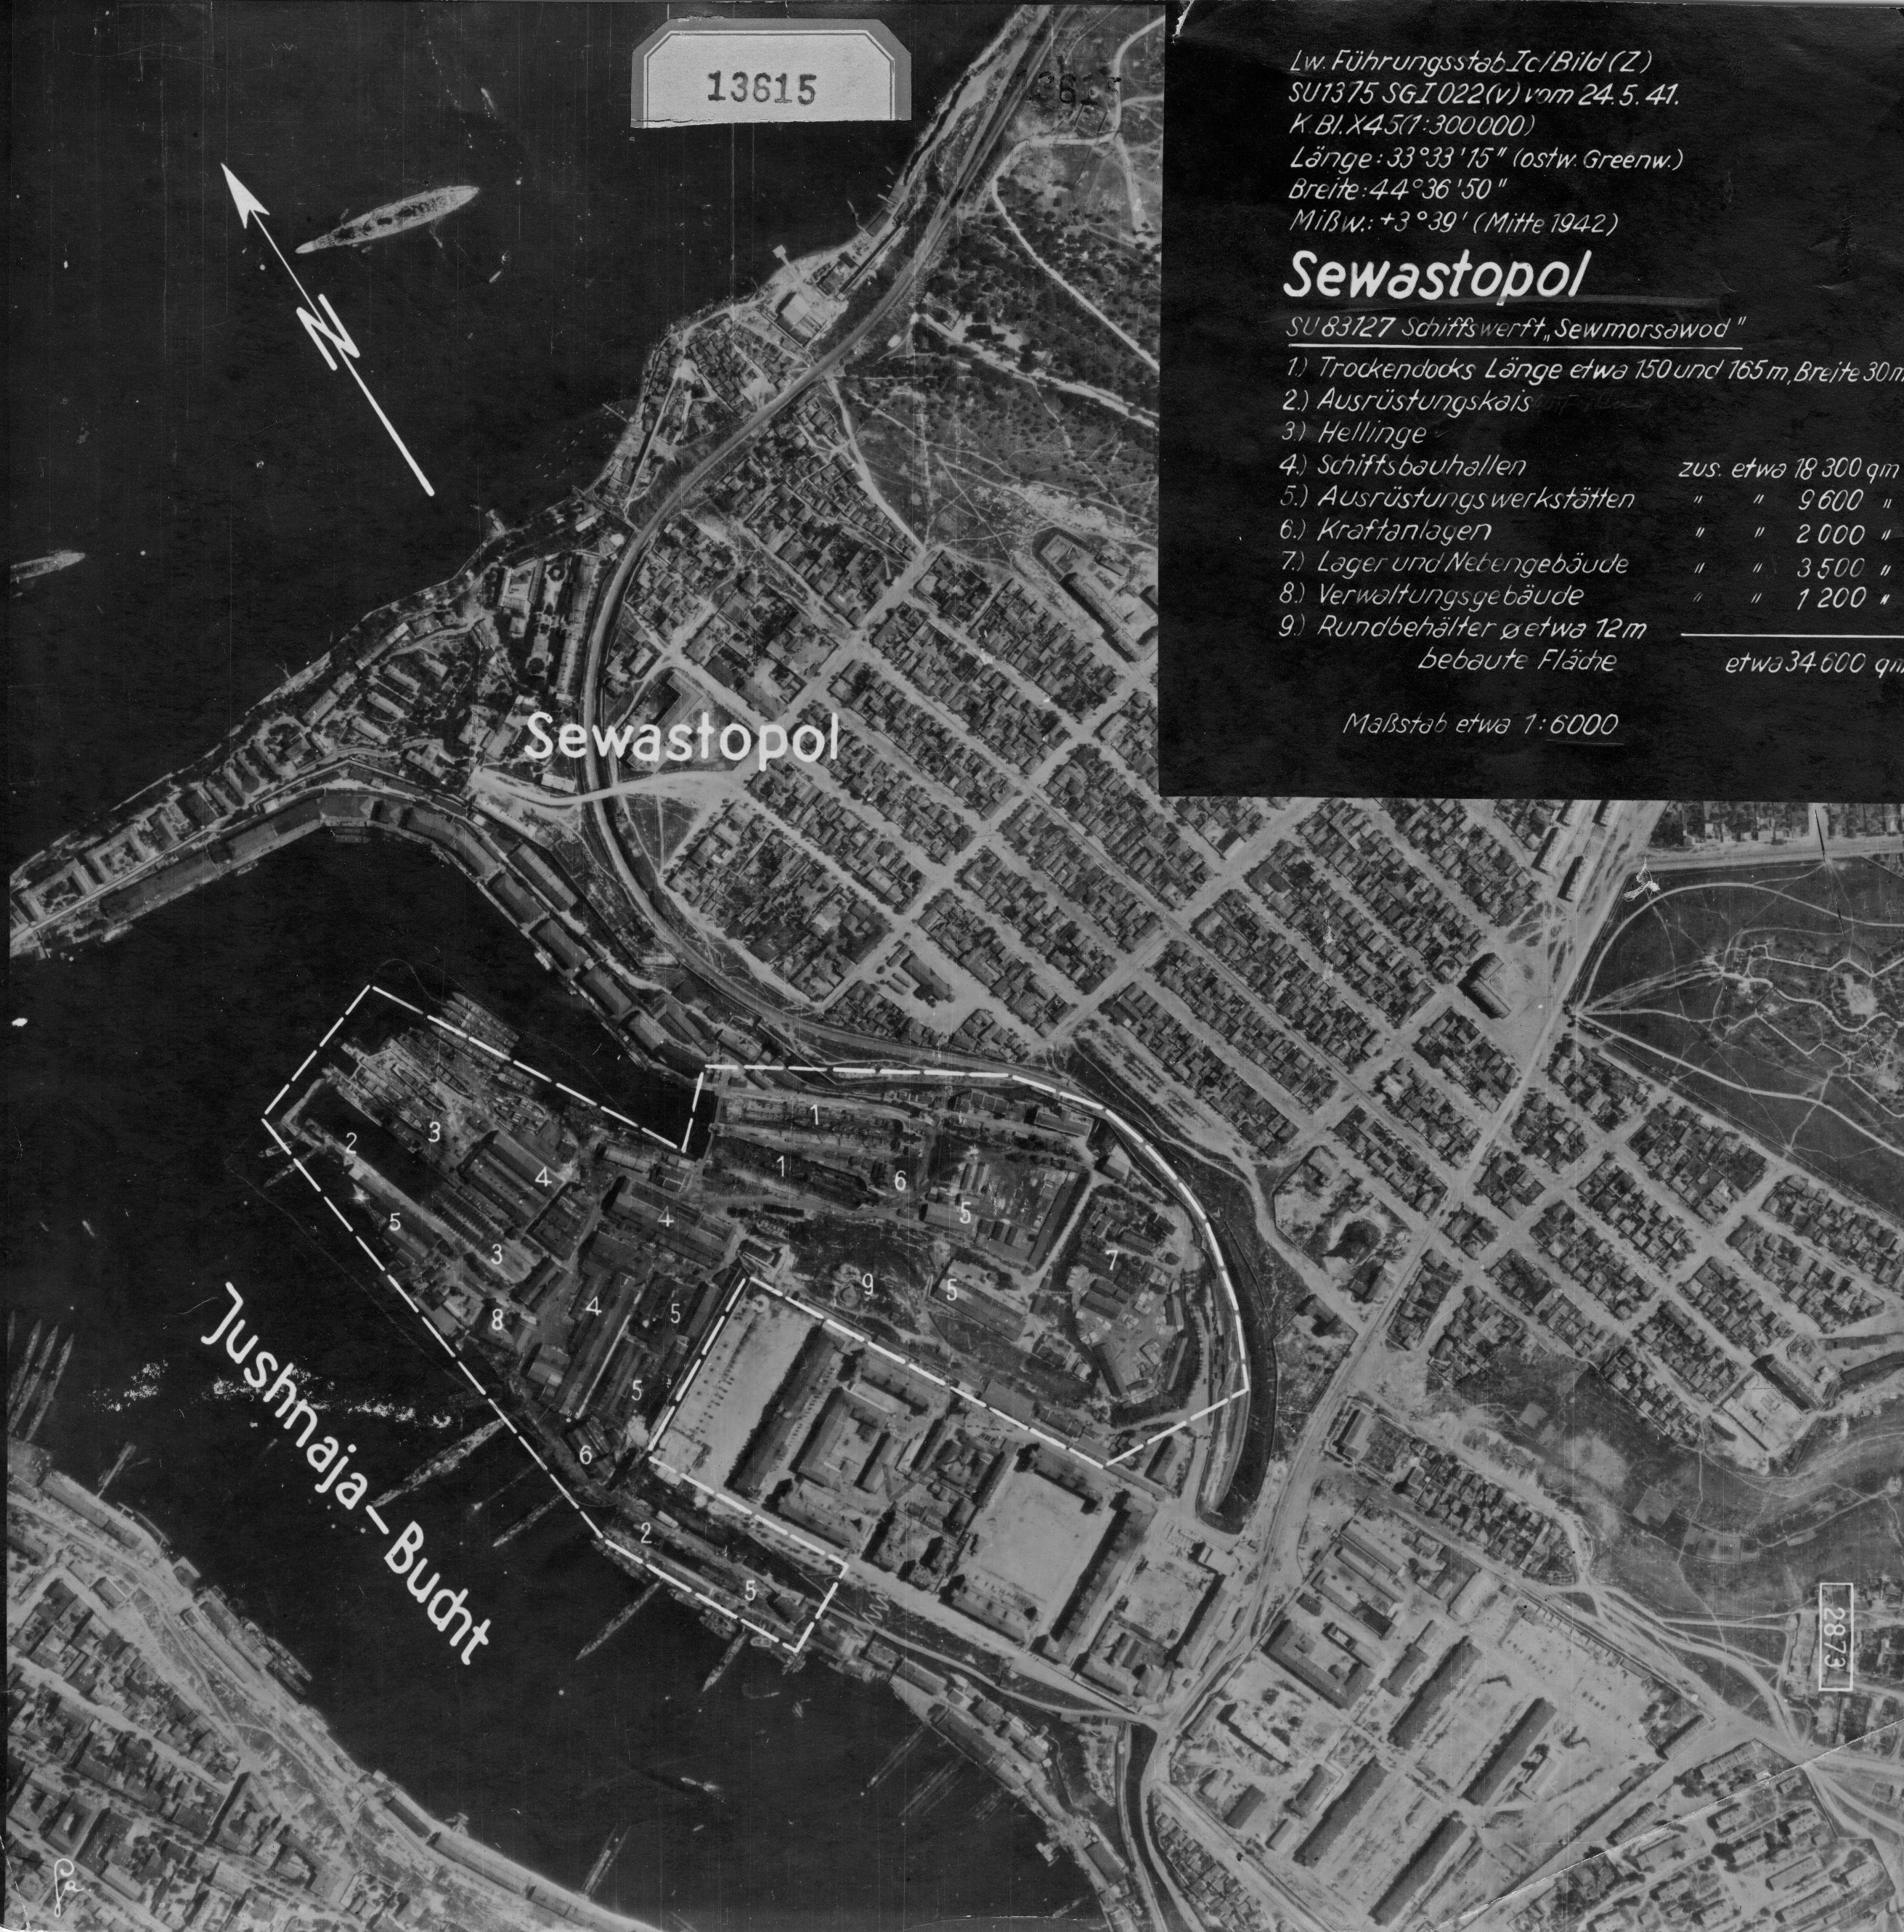 13615
Lw. Führungsstab Ic/Bild (Z)
SU 1375 SG I 022 (v) vom 24.5.41.
K. Bl. X45 (1:300000)
Länge: 33°33'15" (ostw. Greenw.)
Breite: 44°36'50"
Mißw.: +3°39' (Mitte 1942)
Sewastopol
SU 83127 Schiffswerft „Sewmorsawod"
1.) Trockendocks Länge etwa 150 und 165 m, Breite 30 m
2.) Ausrüstungskais
3.) Hellinge
4.) Schiffsbauhallen zus. etwa 18 300 qm
5.) Ausrüstungswerkstätten " " 9 600 "
6.) Kraftanlagen " " 2 000 "
7.) Lager und Nebengebäude " " 3 500 "
8.) Verwaltungsgebäude " " 1 200 "
9.) Rundbehälter ø etwa 12 m
bebaute Fläche etwa 34 600 qm
Maßstab etwa 1:6000
N
Sewastopol
1
2
3
4
1
6
5
4
5
3
7
9
5
8
4
5
5
6
2
5
Jushnaja-Bucht
2873